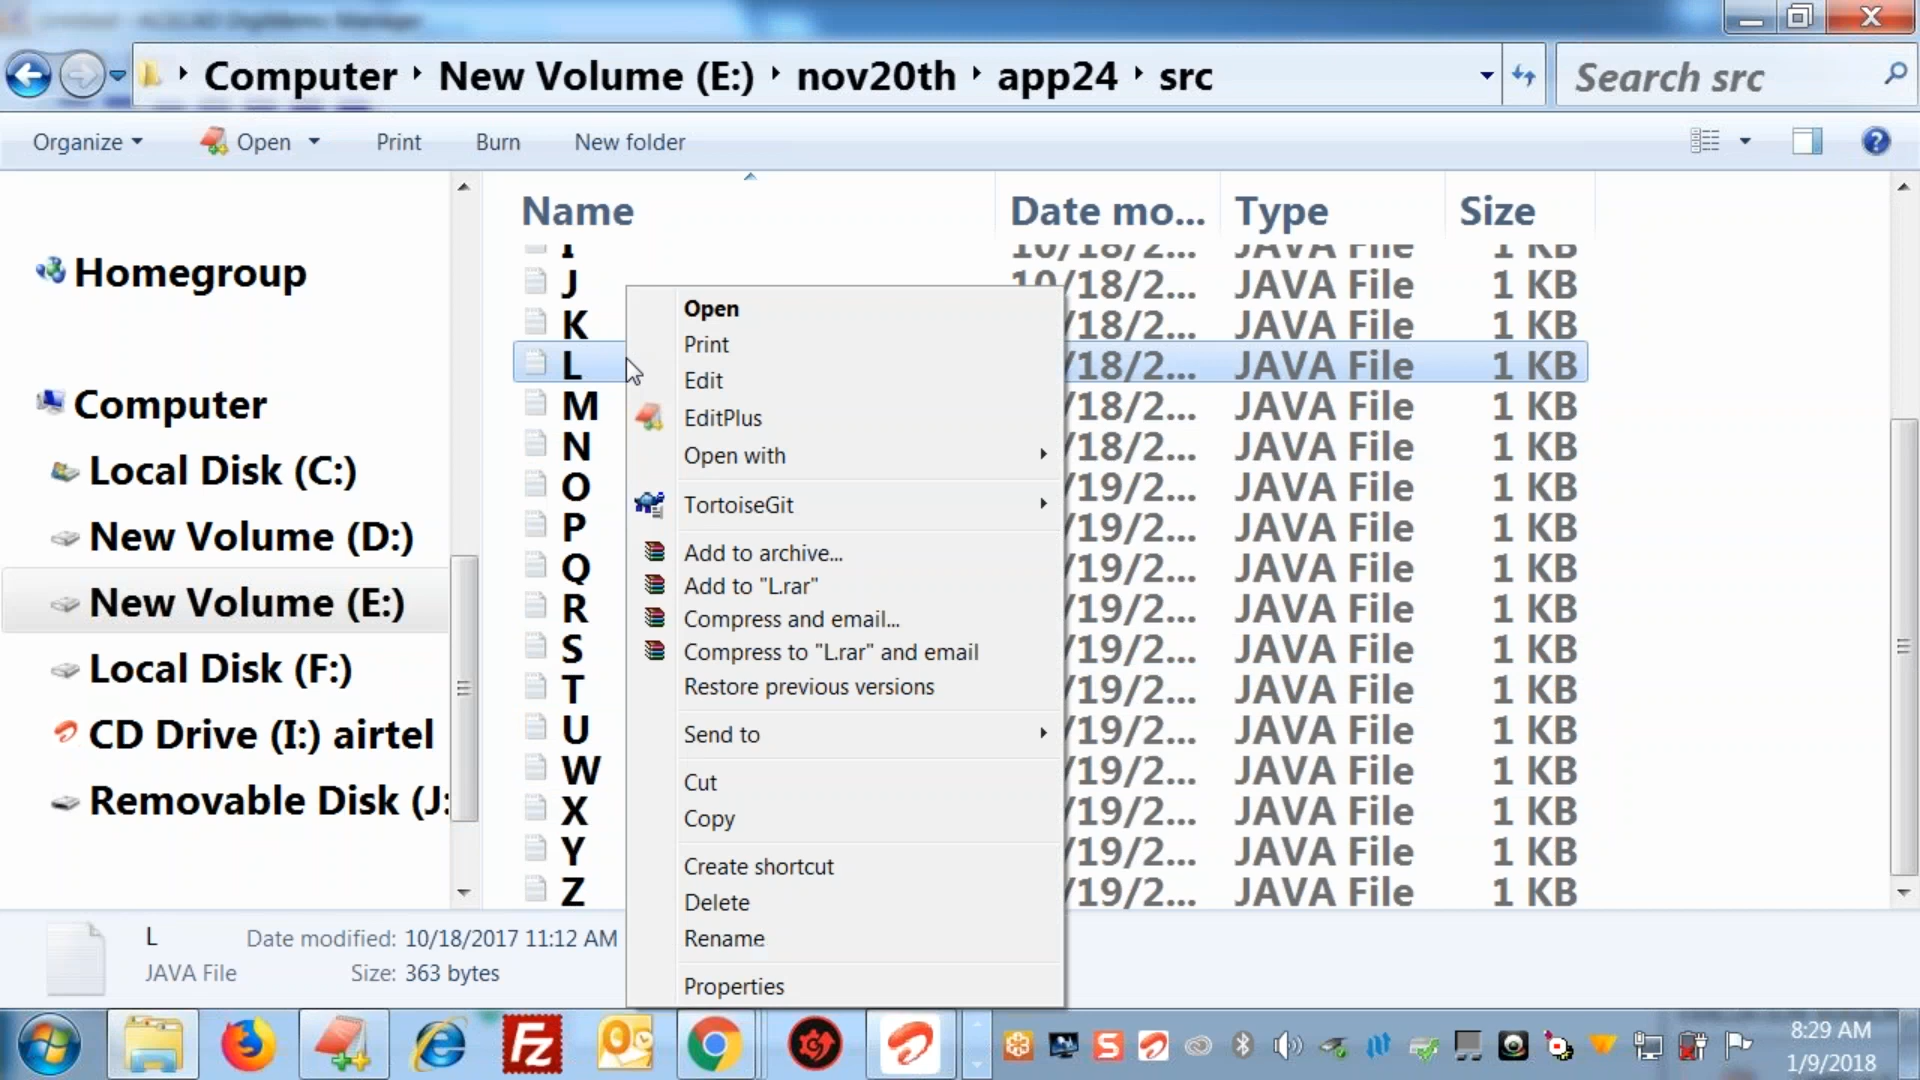 Computer New Volume (E:) nov20th app24 src
Search src
Organize Open Print Burn New folder
Name Date mo... Type Size
I 10/18/2... JAVA File 1 KB
J 10/18/2... JAVA File 1 KB
K /18/2... JAVA File 1 KB
L /18/2... JAVA File 1 KB
M /18/2... JAVA File 1 KB
N /18/2... JAVA File 1 KB
O /19/2... JAVA File 1 KB
P /19/2... JAVA File 1 KB
Q /19/2... JAVA File 1 KB
R /19/2... JAVA File 1 KB
S /19/2... JAVA File 1 KB
T /19/2... JAVA File 1 KB
U /19/2... JAVA File 1 KB
W /19/2... JAVA File 1 KB
X /19/2... JAVA File 1 KB
Y /19/2... JAVA File 1 KB
Z /19/2... JAVA File 1 KB
Homegroup
Computer
Local Disk (C:)
New Volume (D:)
New Volume (E:)
Local Disk (F:)
CD Drive (I:) airtel
Removable Disk (J:
Open
Print
Edit
EditPlus
Open with
TortoiseGit
Add to archive...
Add to "L.rar"
Compress and email...
Compress to "L.rar" and email
Restore previous versions
Send to
Cut
Copy
Create shortcut
Delete
Rename
Properties
L Date modified: 10/18/2017 11:12 AM
JAVA File Size: 363 bytes
8:29 AM
1/9/2018